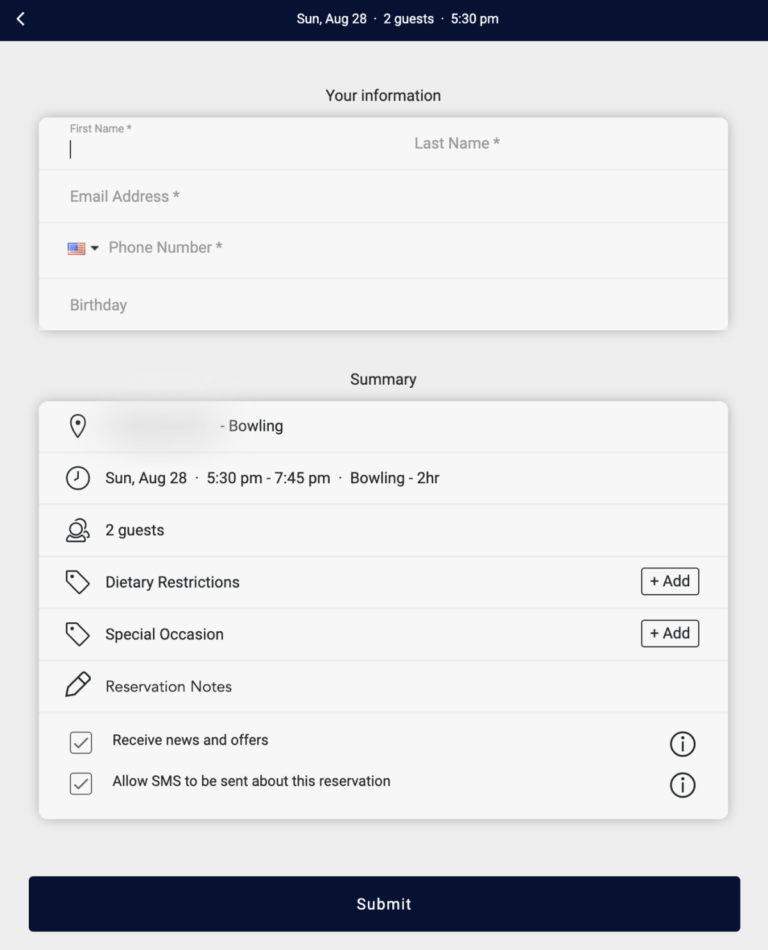 Sun, Aug 28 · 2 guests · 5:30 pm
Your information
First Name *
Last Name *
Email Address *
Phone Number *
Birthday
Summary
- Bowling
Sun, Aug 28 · 5:30 pm - 7:45 pm · Bowling - 2hr
2 guests
Dietary Restrictions
+ Add
Special Occasion
+ Add
Reservation Notes
Receive news and offers
Allow SMS to be sent about this reservation
Submit